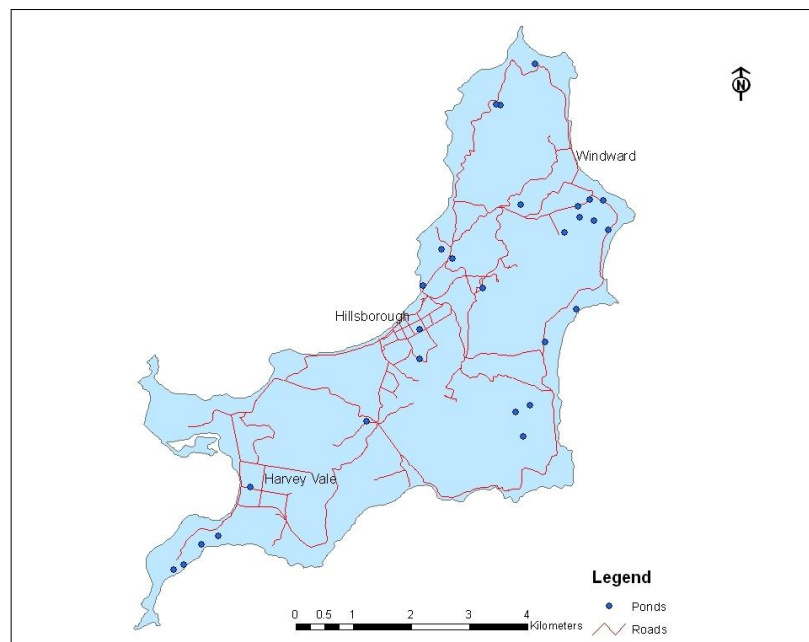 N
Windward
Hillsborough
Harvey Vale
Legend
Ponds
Roads
0 0.5 1 2 3 4
Kilometers